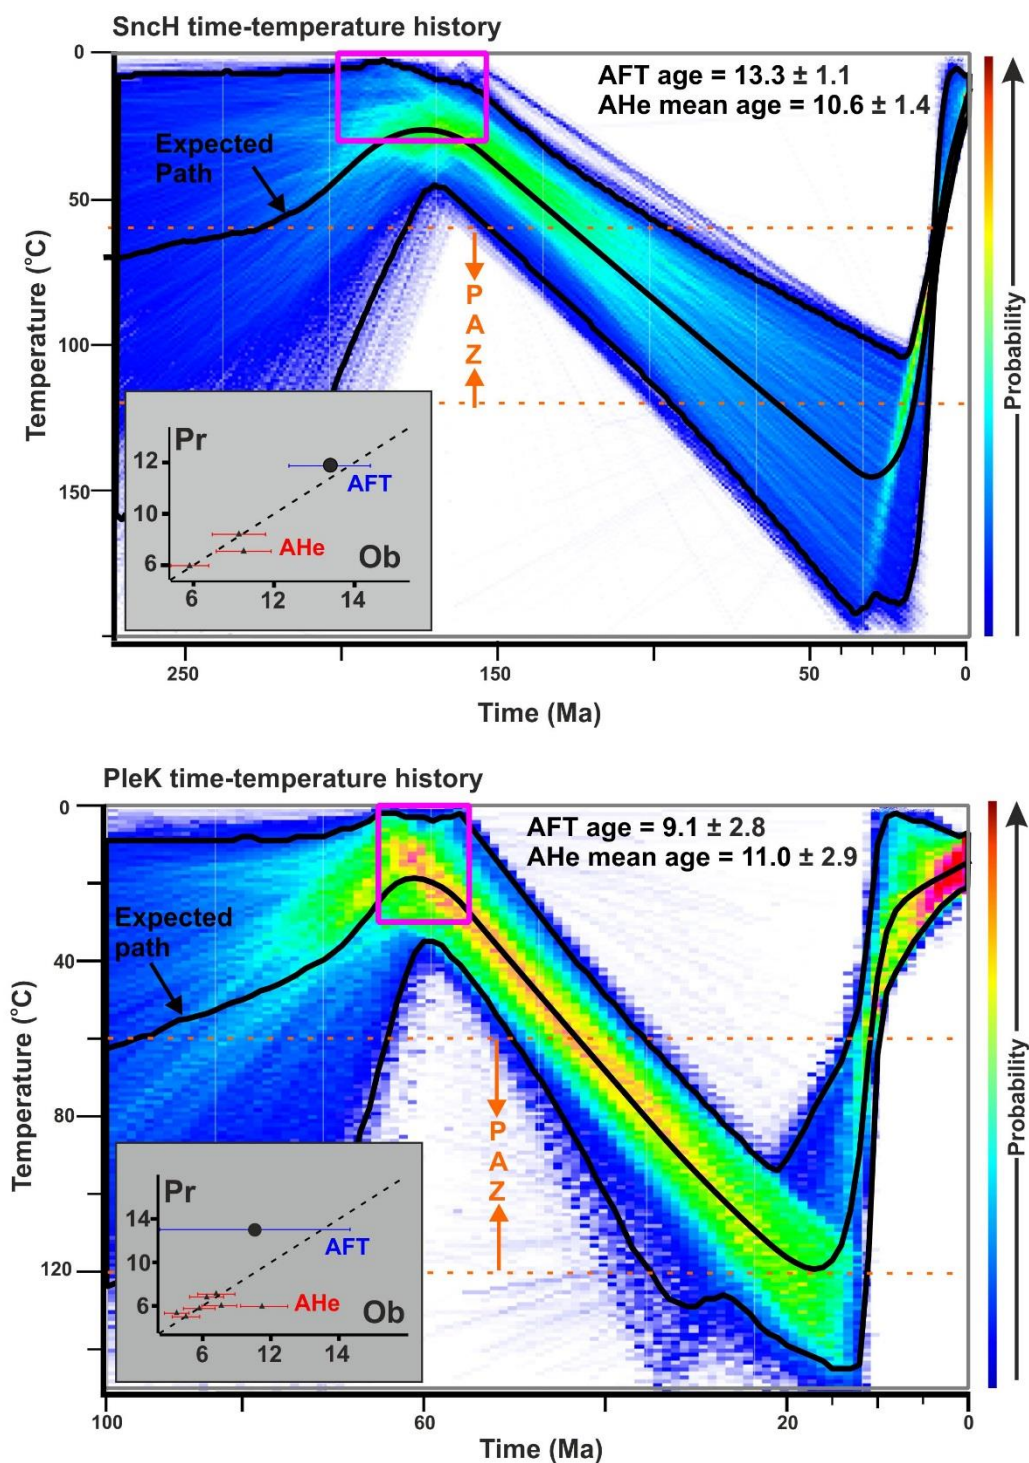 SncH time-temperature history
AFT age = 13.3 ± 1.1
AHe mean age = 10.6 ± 1.4
Expected
Path
P
A
Z
Temperature (°C)
0
50
100
150
Pr
12
10
6
AFT
AHe
Ob
6
12
14
250
150
50
0
Time (Ma)
Probability
PleK time-temperature history
AFT age = 9.1 ± 2.8
AHe mean age = 11.0 ± 2.9
Expected
path
P
A
Z
Temperature (°C)
0
40
80
120
Pr
14
10
6
AFT
AHe
Ob
6
12
14
100
60
20
0
Time (Ma)
Probability